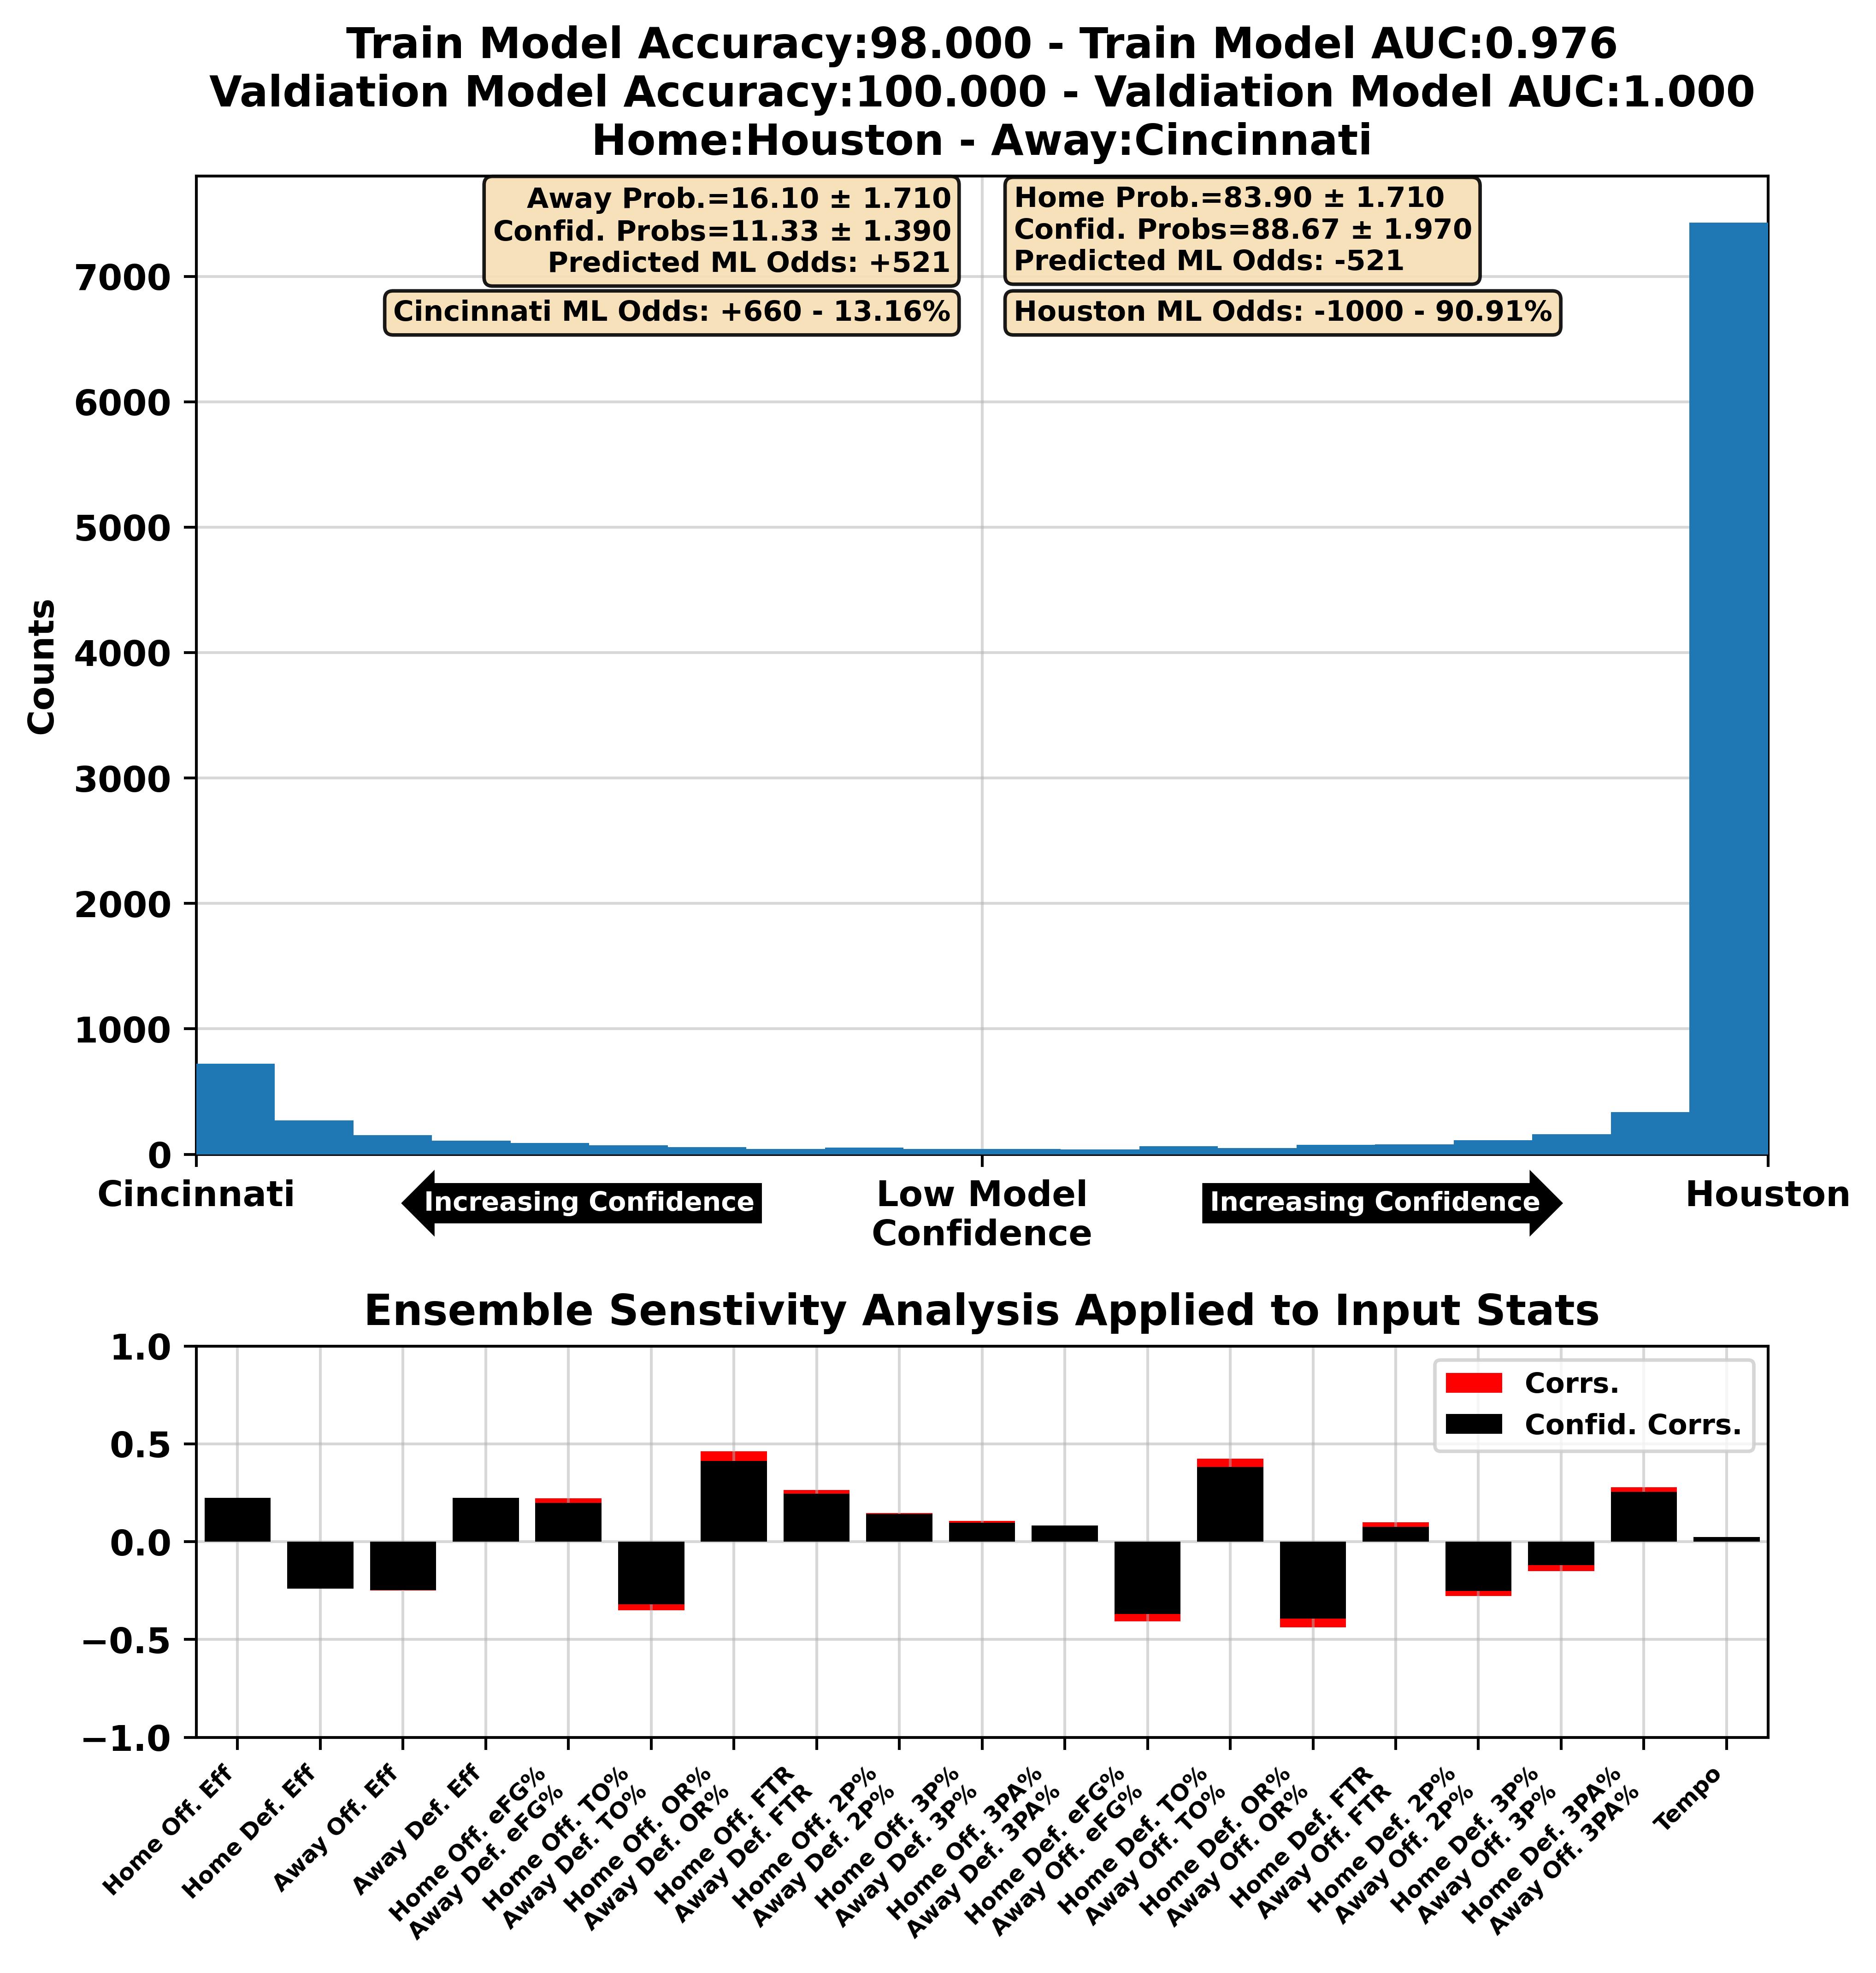 Train Model Accuracy:98.000 - Train Model AUC:0.976
Valdiation Model Accuracy:100.000 - Valdiation Model AUC:1.000
Home:Houston - Away:Cincinnati
Away Prob.=16.10 ± 1.710
Confid. Probs=11.33 ± 1.390
Predicted ML Odds: +521
Cincinnati ML Odds: +660 - 13.16%
Home Prob.=83.90 ± 1.710
Confid. Probs=88.67 ± 1.970
Predicted ML Odds: -521
Houston ML Odds: -1000 - 90.91%
Counts
7000
6000
5000
4000
3000
2000
1000
0
Cincinnati
Increasing Confidence
Low Model
Confidence
Increasing Confidence
Houston
Ensemble Senstivity Analysis Applied to Input Stats
1.0
0.5
0.0
−0.5
−1.0
Corrs.
Confid. Corrs.
Home Off. Eff
Home Def. Eff
Away Off. Eff
Away Def. Eff
Home Off. eFG%
Away Def. eFG%
Home Off. TO%
Away Def. TO%
Home Off. OR%
Away Def. OR%
Home Off. FTR
Away Def. FTR
Home Off. 2P%
Away Def. 2P%
Home Off. 3P%
Away Def. 3P%
Home Off. 3PA%
Away Def. 3PA%
Home Def. eFG%
Away Off. eFG%
Home Def. TO%
Away Off. TO%
Home Def. OR%
Away Off. OR%
Home Def. FTR
Away Off. FTR
Home Def. 2P%
Away Off. 2P%
Home Def. 3P%
Away Off. 3P%
Home Def. 3PA%
Away Off. 3PA%
Tempo